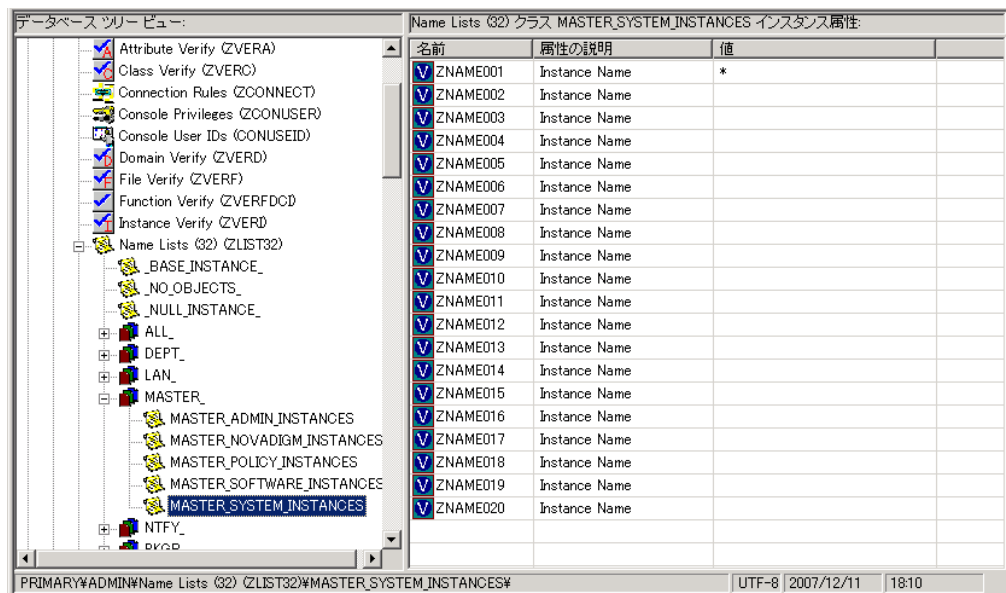 データベース ツリー ビュー:
Attribute Verify (ZVERA)
Class Verify (ZVERC)
Connection Rules (ZCONNECT)
Console Privileges (ZCONUSER)
Console User IDs (CONUSEID)
Domain Verify (ZVERD)
File Verify (ZVERF)
Function Verify (ZVERFDCI)
Instance Verify (ZVERI)
Name Lists (32) (ZLIST32)
_BASE_INSTANCE_
_NO_OBJECTS_
_NULL_INSTANCE_
ALL_
DEPT_
LAN_
MASTER_
MASTER_ADMIN_INSTANCES
MASTER_NOVADIGM_INSTANCES
MASTER_POLICY_INSTANCES
MASTER_SOFTWARE_INSTANCES
MASTER_SYSTEM_INSTANCES
NTFY_
Name Lists (32) クラス MASTER_SYSTEM_INSTANCES インスタンス属性:
名前 属性の説明 値
ZNAME001 Instance Name *
ZNAME002 Instance Name
ZNAME003 Instance Name
ZNAME004 Instance Name
ZNAME005 Instance Name
ZNAME006 Instance Name
ZNAME007 Instance Name
ZNAME008 Instance Name
ZNAME009 Instance Name
ZNAME010 Instance Name
ZNAME011 Instance Name
ZNAME012 Instance Name
ZNAME013 Instance Name
ZNAME014 Instance Name
ZNAME015 Instance Name
ZNAME016 Instance Name
ZNAME017 Instance Name
ZNAME018 Instance Name
ZNAME019 Instance Name
ZNAME020 Instance Name
PRIMARY¥ADMIN¥Name Lists (32) (ZLIST32)¥MASTER_SYSTEM_INSTANCES¥ UTF-8 2007/12/11 18:10